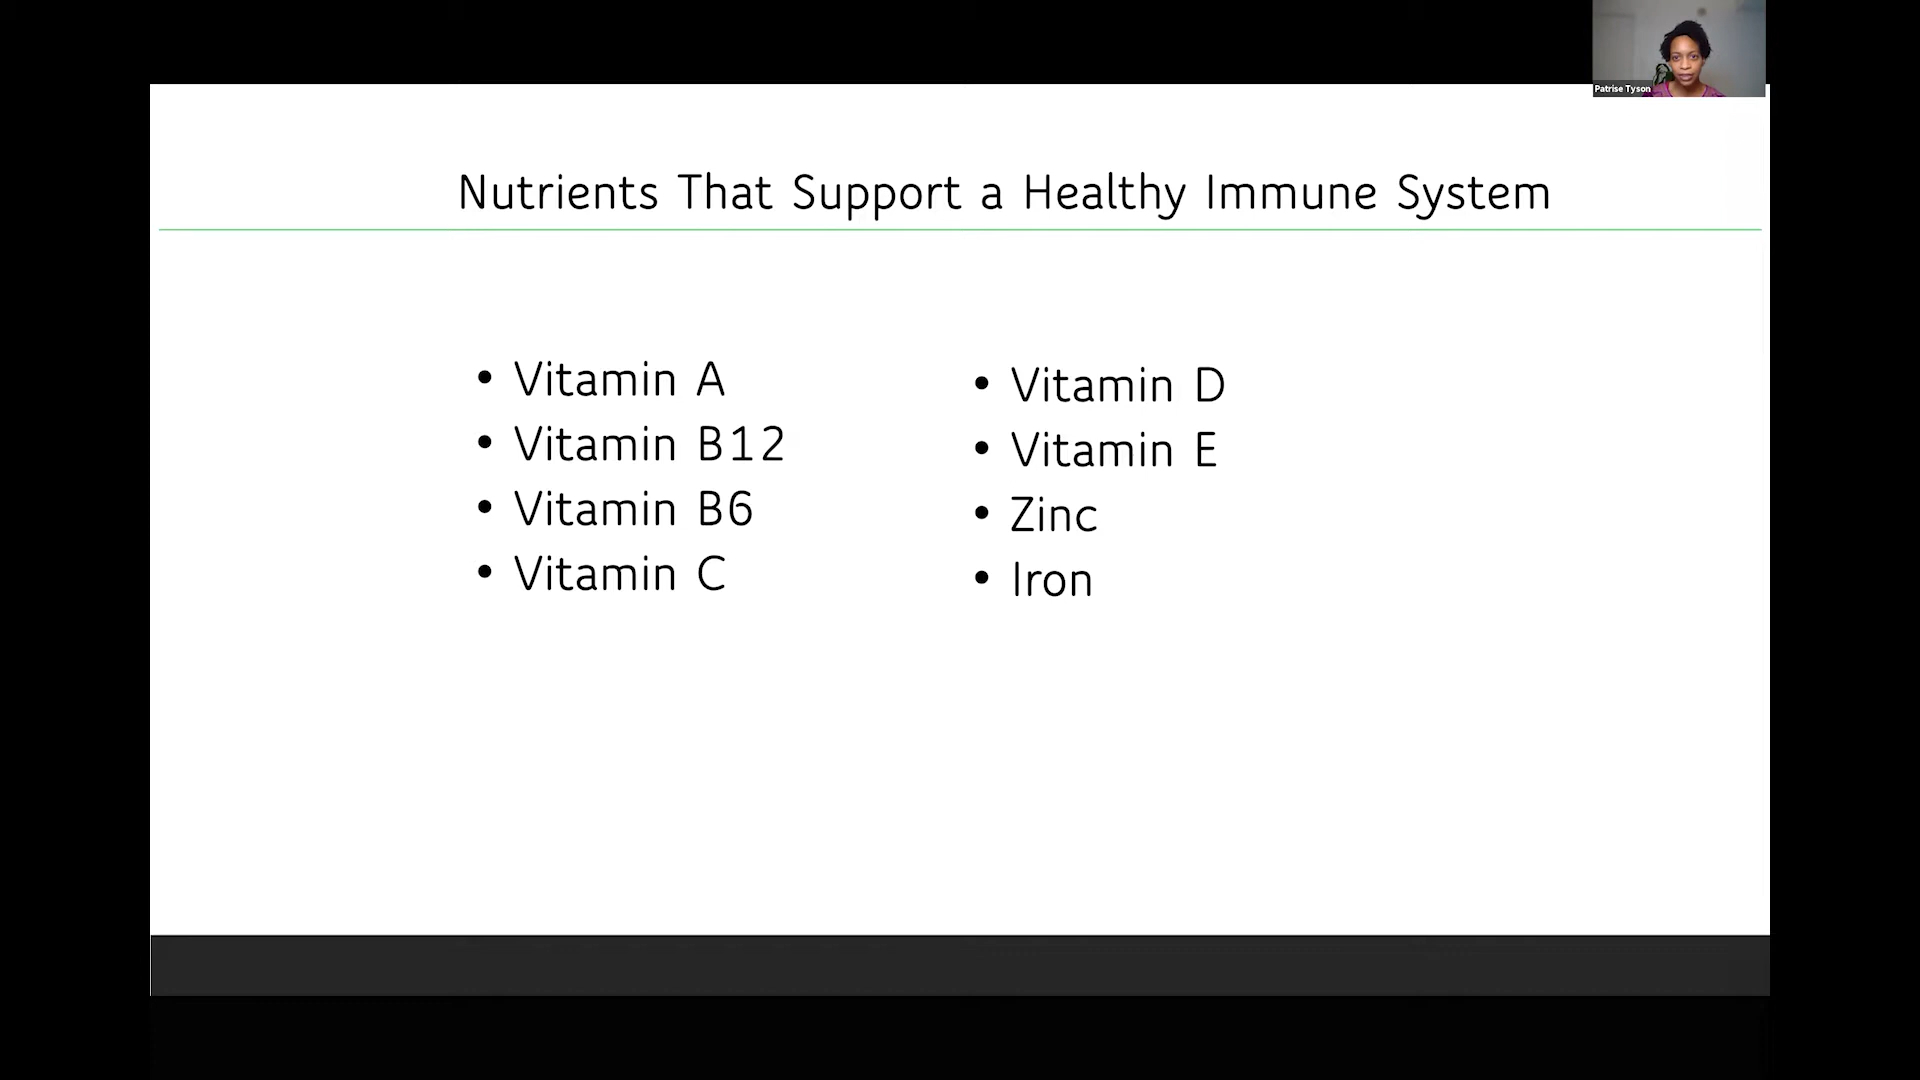 Patrise Tyson
Nutrients That Support a Healthy Immune System
• Vitamin A
• Vitamin B12
• Vitamin B6
• Vitamin C
• Vitamin D
• Vitamin E
• Zinc
• Iron